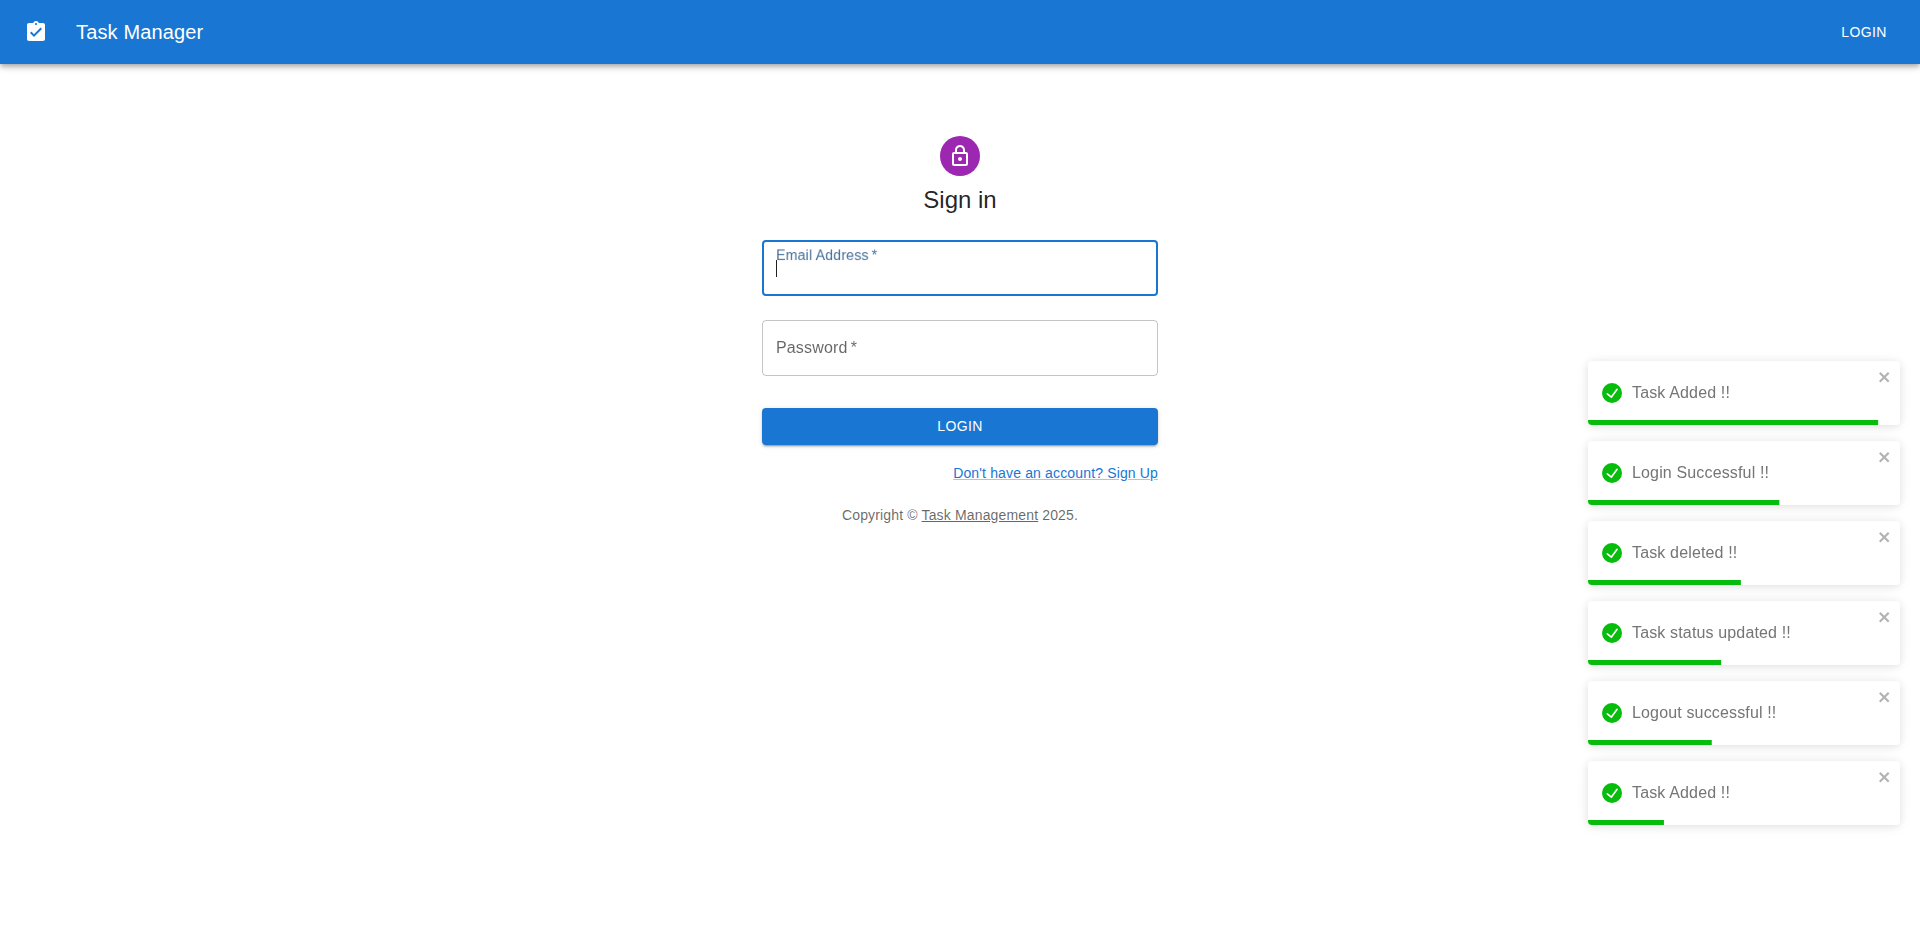 Task Manager
LOGIN
Sign in
Email Address *
Password *
LOGIN
Don't have an account? Sign Up
Copyright © Task Management 2025.
Task Added !!
Login Successful !!
Task deleted !!
Task status updated !!
Logout successful !!
Task Added !!